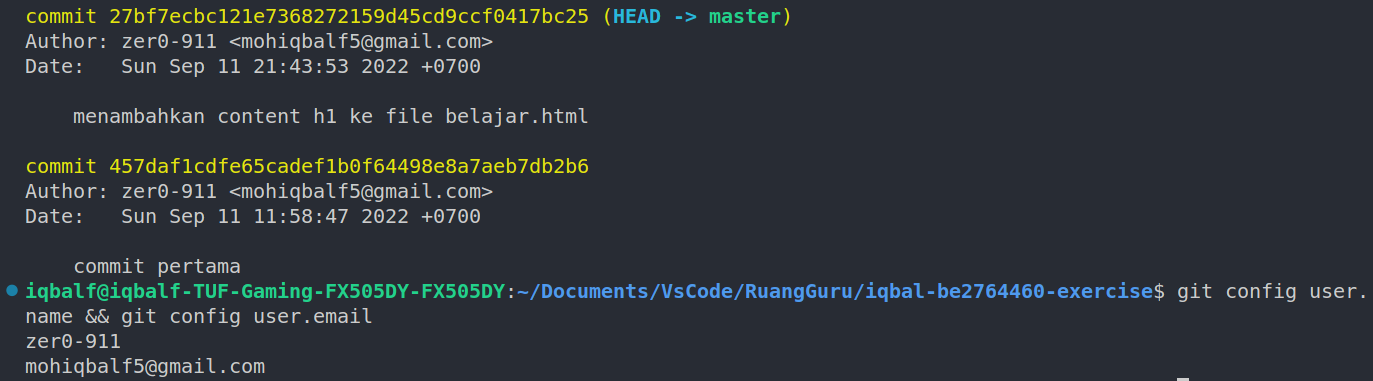 commit 27bf7ecbc121e7368272159d45cd9ccf0417bc25 (HEAD -> master)
Author: zer0-911 <mohiqbalf5@gmail.com>
Date:   Sun Sep 11 21:43:53 2022 +0700
    menambahkan content h1 ke file belajar.html
commit 457daf1cdfe65cadef1b0f64498e8a7aeb7db2b6
Author: zer0-911 <mohiqbalf5@gmail.com>
Date:   Sun Sep 11 11:58:47 2022 +0700
    commit pertama
iqbalf@iqbalf-TUF-Gaming-FX505DY-FX505DY:~/Documents/VsCode/RuangGuru/iqbal-be2764460-exercise$ git config user.
name && git config user.email
zer0-911
mohiqbalf5@gmail.com